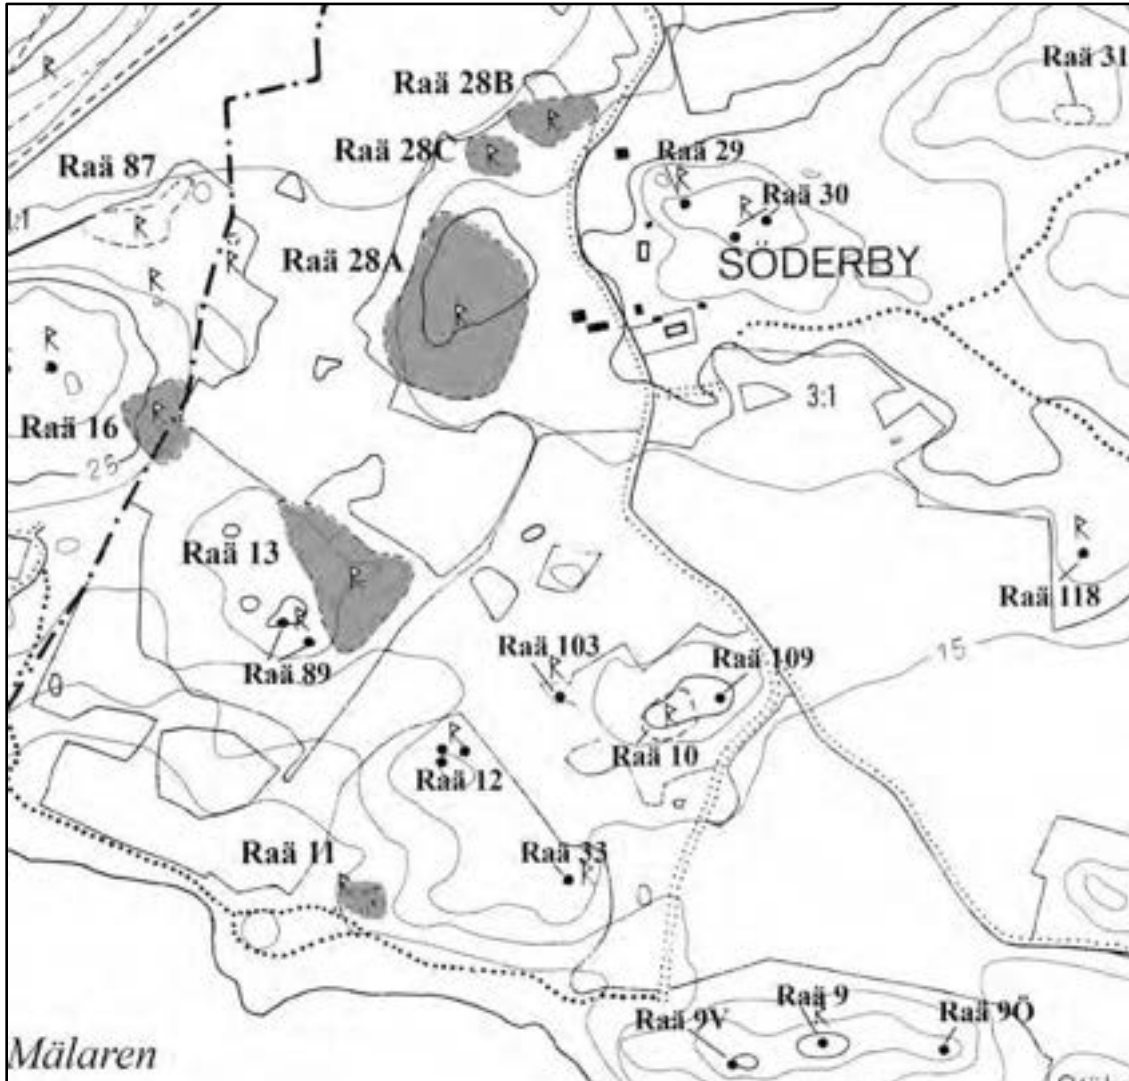 Raä 31
Raä 28B
Raä 28C
Raä 29
Raä 87
Raä 30
1:1
Raä 28A
SÖDERBY
3:1
Raä 16
25
Raä 13
Raä 118
Raä 103
15
Raä 109
Raä 89
Raä 10
Raä 12
Raä 11
Raä 33
Raä 9
Raä 9V
Raä 9Ö
Mälaren